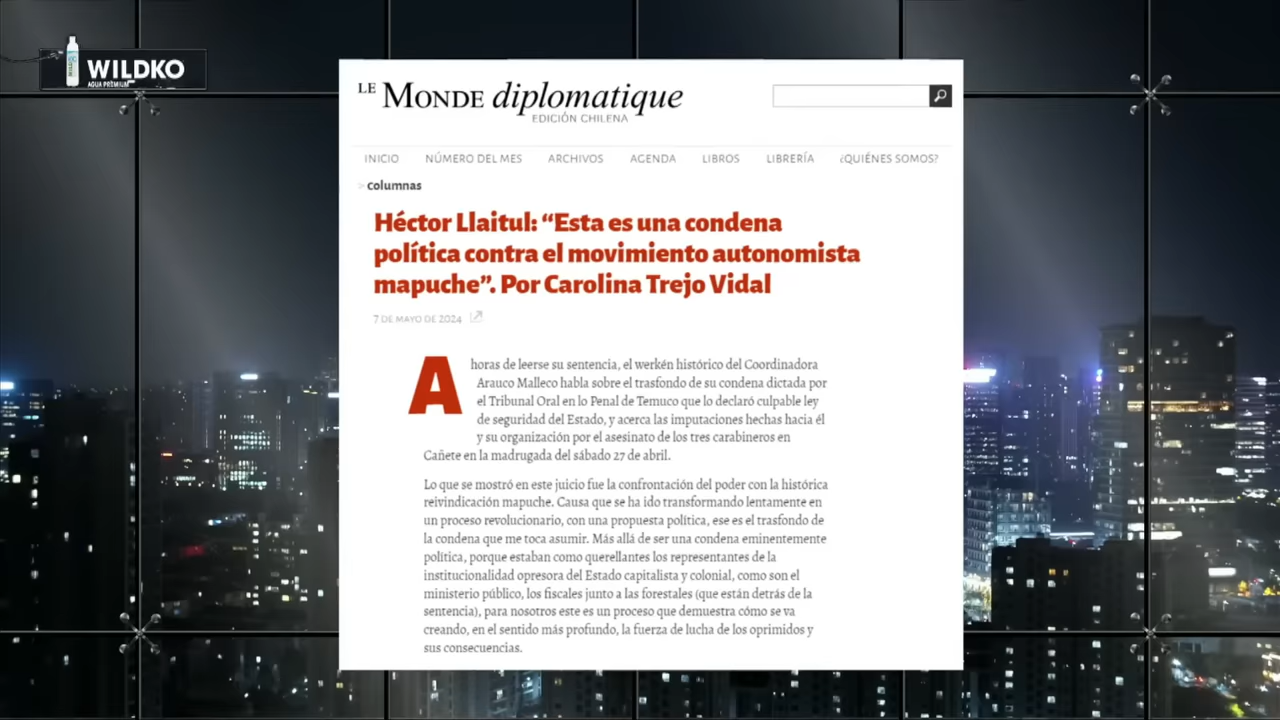 WILDKO
AGUA PREMIUM
LE MONDE diplomatique
EDICIÓN CHILENA
INICIO NÚMERO DEL MES ARCHIVOS AGENDA LIBROS LIBRERÍA ¿QUIÉNES SOMOS?
> columnas
Héctor Llaitul: “Esta es una condena
política contra el movimiento autonomista
mapuche”. Por Carolina Trejo Vidal
7 DE MAYO DE 2024
A horas de leerse su sentencia, el werkén histórico del Coordinadora
Arauco Malleco habla sobre el trasfondo de su condena dictada por
el Tribunal Oral en lo Penal de Temuco que lo declaró culpable ley
de seguridad del Estado, y acerca las imputaciones hechas hacia él
y su organización por el asesinato de los tres carabineros en
Cañete en la madrugada del sábado 27 de abril.
Lo que se mostró en este juicio fue la confrontación del poder con la histórica
reivindicación mapuche. Causa que se ha ido transformando lentamente en
un proceso revolucionario, con una propuesta política, ese es el trasfondo de
la condena que me toca asumir. Más allá de ser una condena eminentemente
política, porque estaban como querellantes los representantes de la
institucionalidad opresora del Estado capitalista y colonial, como son el
ministerio público, los fiscales junto a las forestales (que están detrás de la
sentencia), para nosotros este es un proceso que demuestra cómo se va
creando, en el sentido más profundo, la fuerza de lucha de los oprimidos y
sus consecuencias.